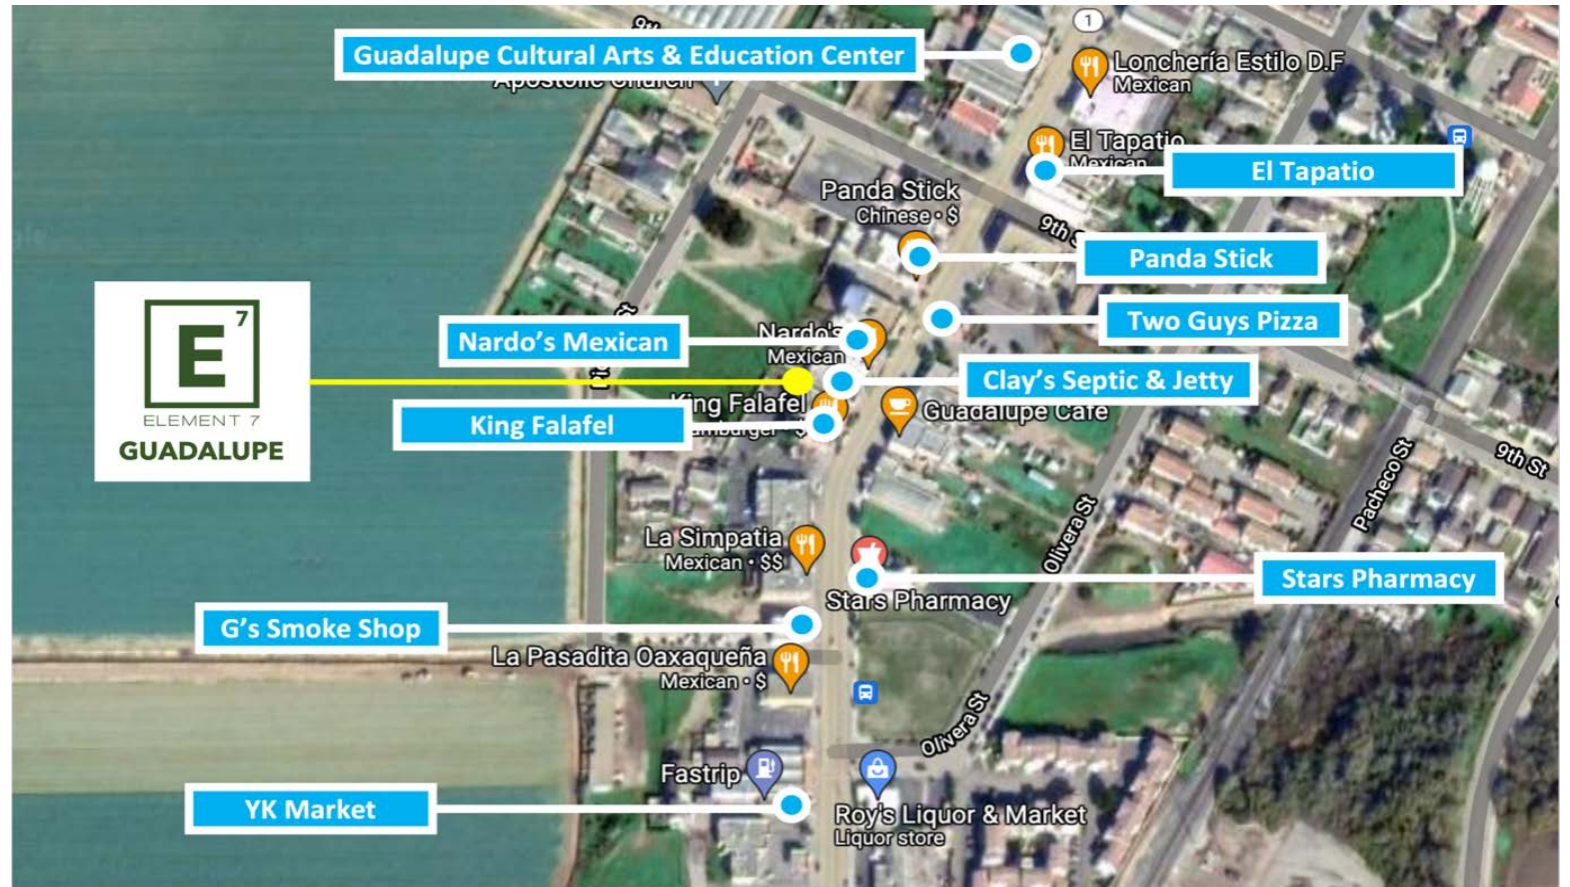 1
Guadalupe Cultural Arts & Education Center
Lonchería Estilo D.F
Mexican
Apostolic Church
El Tapatio
Mexican
El Tapatio
Panda Stick
Chinese • $
9th St
Panda Stick
Two Guys Pizza
Nardo's
Mexican
Nardo’s Mexican
E 7
ELEMENT 7
GUADALUPE
Clay’s Septic & Jetty
King Falafel
King Falafel
Guadalupe Cafe
9th St
Pacheco St
Olivera St
La Simpatia
Mexican • $$
Stars Pharmacy
Stars Pharmacy
G’s Smoke Shop
La Pasadita Oaxaqueña
Mexican • $
Olivera St
Fastrip
YK Market
Roy's Liquor & Market
Liquor store